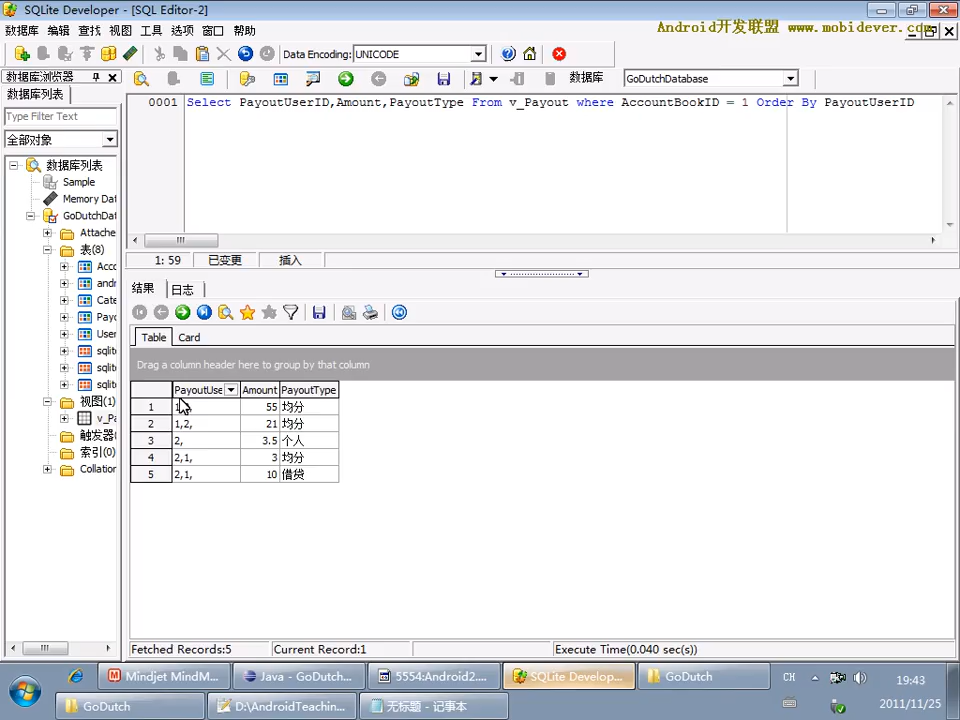 SQLite Developer - [SQL Editor-2]
数据库 编辑 查找 视图 工具 选项 窗口 帮助
Android开发联盟 www.mobidever.com
Data Encoding: UNICODE
数据库浏览器
数据库列表
Type Filter Text
全部对象
数据库列表
Sample
Memory Dat
GoDutchDat
Attache
表(8)
Acco
andr
Cate
Payo
User
sqlit
sqlit
sqlit
视图(1)
v_Pa
触发器(
索引(0)
Collation
数据库 GoDutchDatabase
0001 Select PayoutUserID,Amount,PayoutType From v_Payout where AccountBookID = 1 Order By PayoutUserID
1: 59 已变更 插入
结果 日志
Table Card
Drag a column header here to group by that column
PayoutUse Amount PayoutType
1 55 均分
2 1,2, 21 均分
3 2, 3.5 个人
4 2,1, 3 均分
5 2,1, 10 借贷
Fetched Records:5 Current Record:1 Execute Time(0.040 sec(s))
Mindjet MindM... Java - GoDutch... 5554:Android2.... SQLite Develop... GoDutch CH 19:43
GoDutch D:\AndroidTeachin... 无标题 - 记事本 2011/11/25